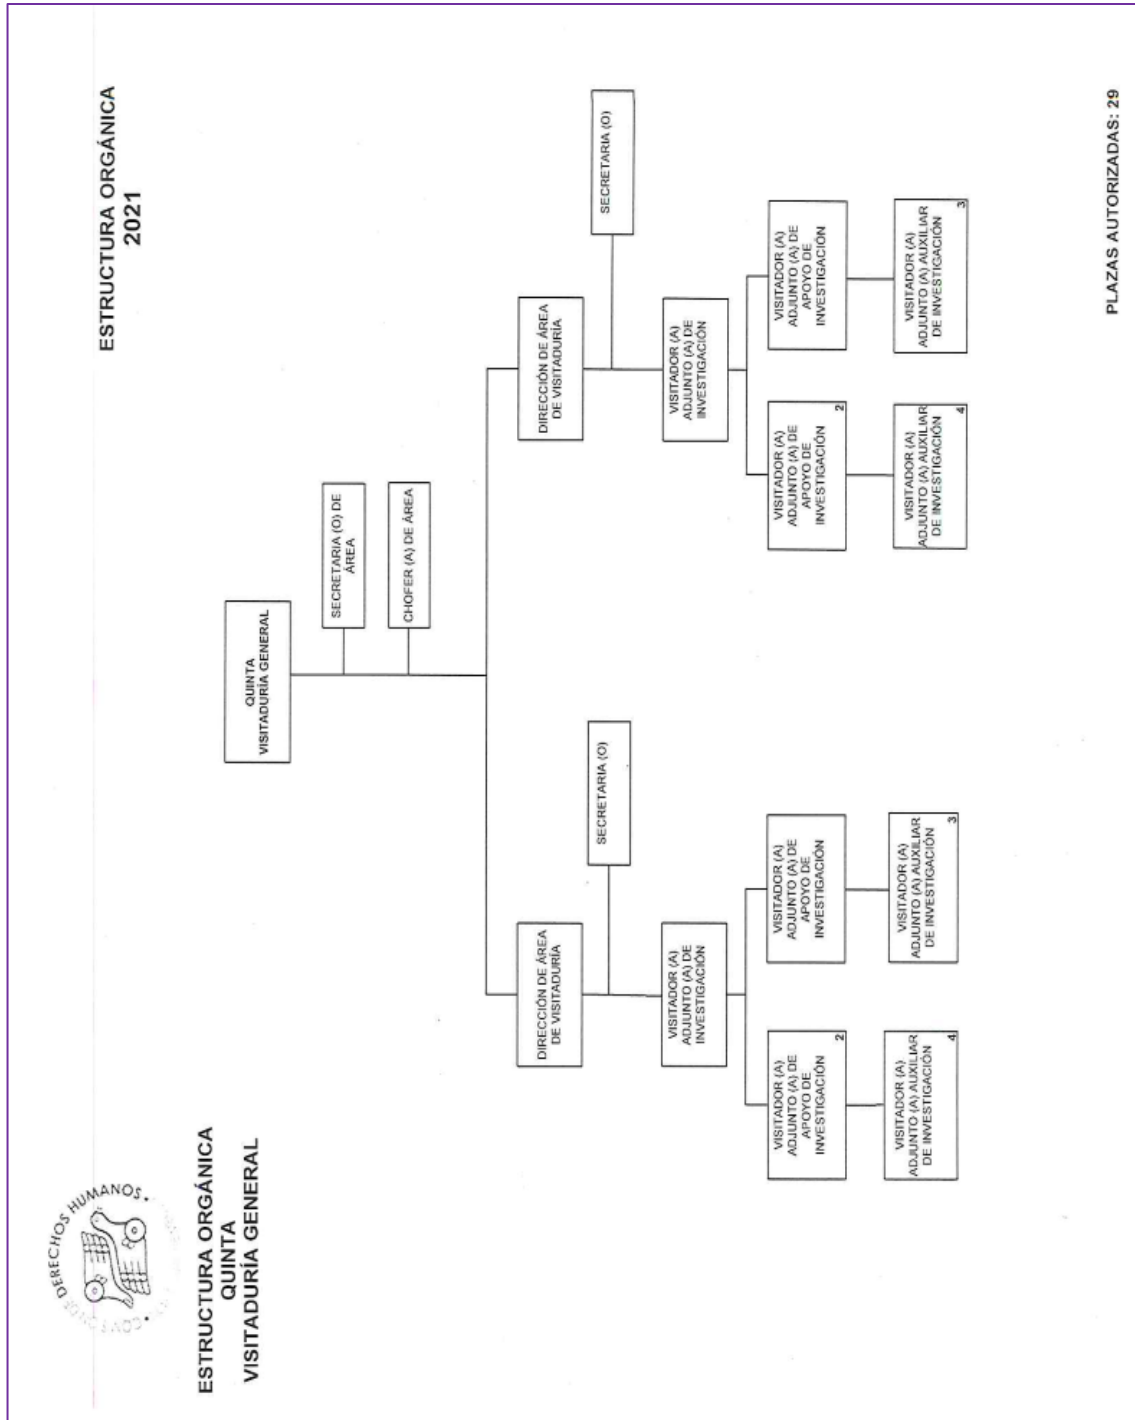 DERECHOS HUMANOS
ESTRUCTURA ORGÁNICA
QUINTA
VISITADURÍA GENERAL
ESTRUCTURA ORGÁNICA
2021
QUINTA
VISITADURÍA GENERAL
SECRETARIA (O) DE
ÁREA
CHOFER (A) DE ÁREA
DIRECCIÓN DE ÁREA
DE VISITADURÍA
SECRETARIA (O)
VISITADOR (A)
ADJUNTO (A) DE
INVESTIGACIÓN
VISITADOR (A)
ADJUNTO (A) DE
APOYO DE
INVESTIGACIÓN
2
VISITADOR (A)
ADJUNTO (A) AUXILIAR
DE INVESTIGACIÓN
4
VISITADOR (A)
ADJUNTO (A) DE
APOYO DE
INVESTIGACIÓN
VISITADOR (A)
ADJUNTO (A) AUXILIAR
DE INVESTIGACIÓN
3
DIRECCIÓN DE ÁREA
DE VISITADURÍA
SECRETARIA (O)
VISITADOR (A)
ADJUNTO (A) DE
INVESTIGACIÓN
VISITADOR (A)
ADJUNTO (A) DE
APOYO DE
INVESTIGACIÓN
2
VISITADOR (A)
ADJUNTO (A) AUXILIAR
DE INVESTIGACIÓN
4
VISITADOR (A)
ADJUNTO (A) DE
APOYO DE
INVESTIGACIÓN
VISITADOR (A)
ADJUNTO (A) AUXILIAR
DE INVESTIGACIÓN
3
PLAZAS AUTORIZADAS: 29